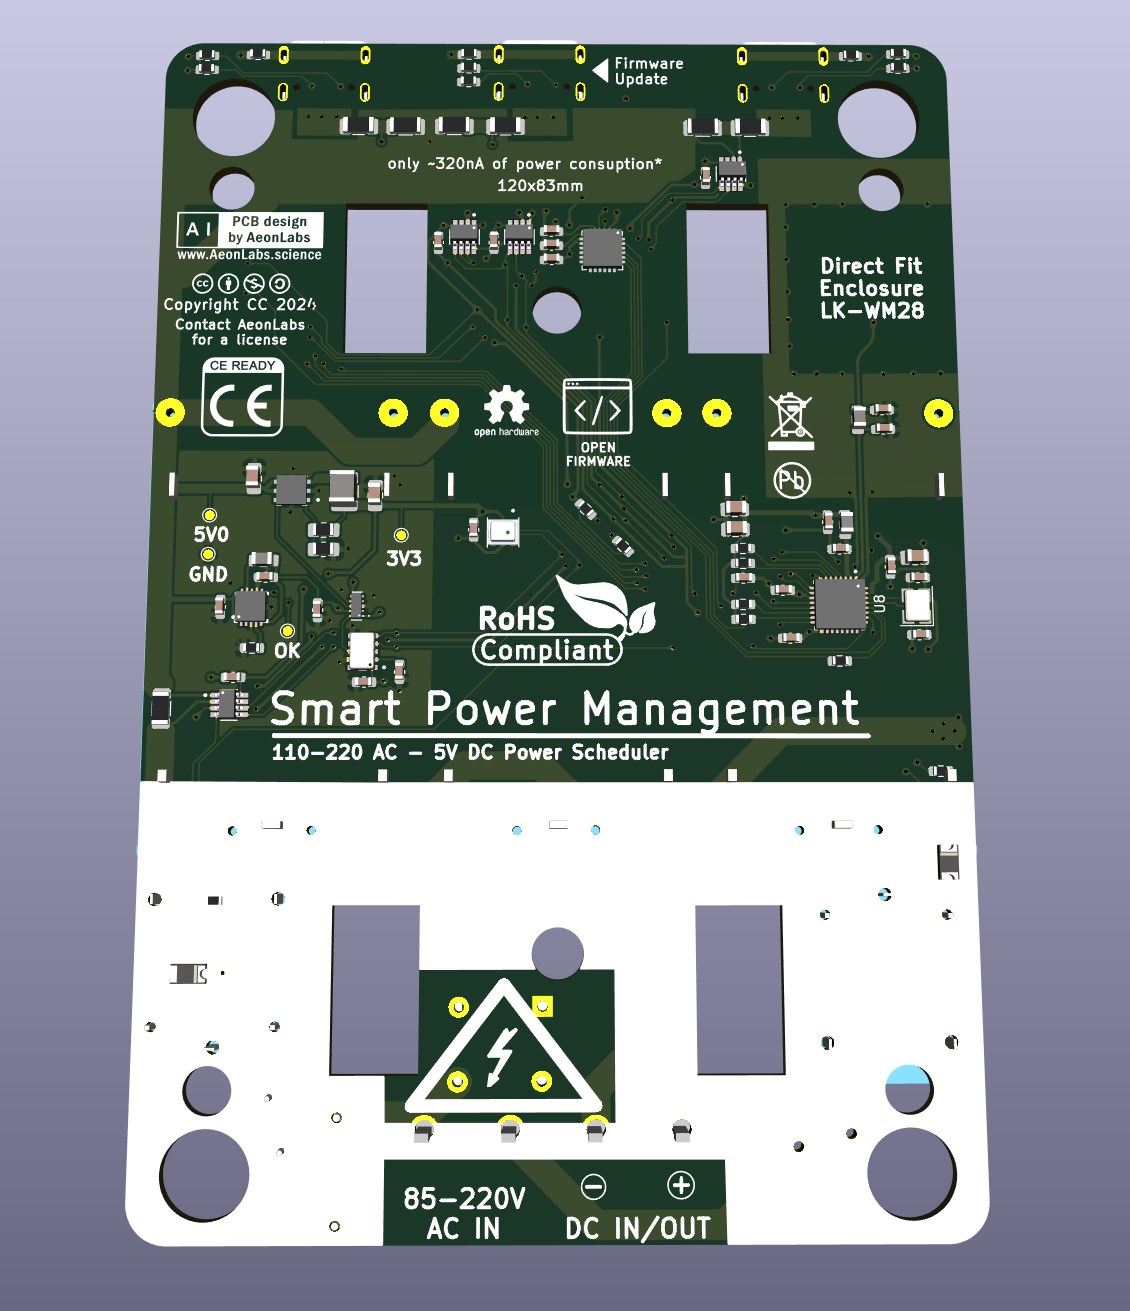 Firmware
Update
only ~320nA of power consuption*
120x83mm
AI
PCB design
by AeonLabs
www.AeonLabs.science
cc
Copyright CC 2024
Contact AeonLabs
for a license
Direct Fit
Enclosure
LK-WM28
CE READY
CE
open hardware
</>
OPEN
FIRMWARE
Pb
5V0
GND
3V3
OK
U8
RoHS
Compliant
Smart Power Management
110-220 AC - 5V DC Power Scheduler
85-220V
AC IN
- +
DC IN/OUT